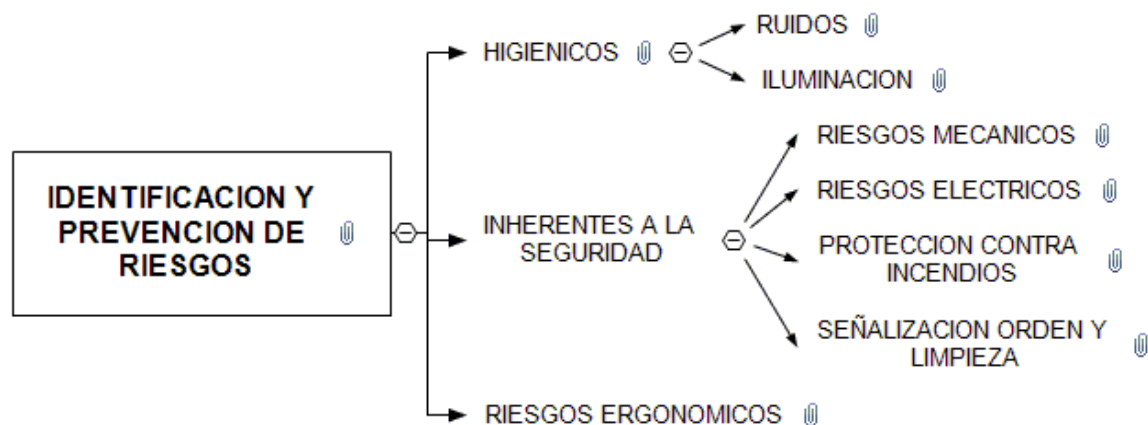 IDENTIFICACION Y
PREVENCION DE
RIESGOS
HIGIENICOS
RUIDOS
ILUMINACION
INHERENTES A LA
SEGURIDAD
RIESGOS MECANICOS
RIESGOS ELECTRICOS
PROTECCION CONTRA
INCENDIOS
SEÑALIZACION ORDEN Y
LIMPIEZA
RIESGOS ERGONOMICOS